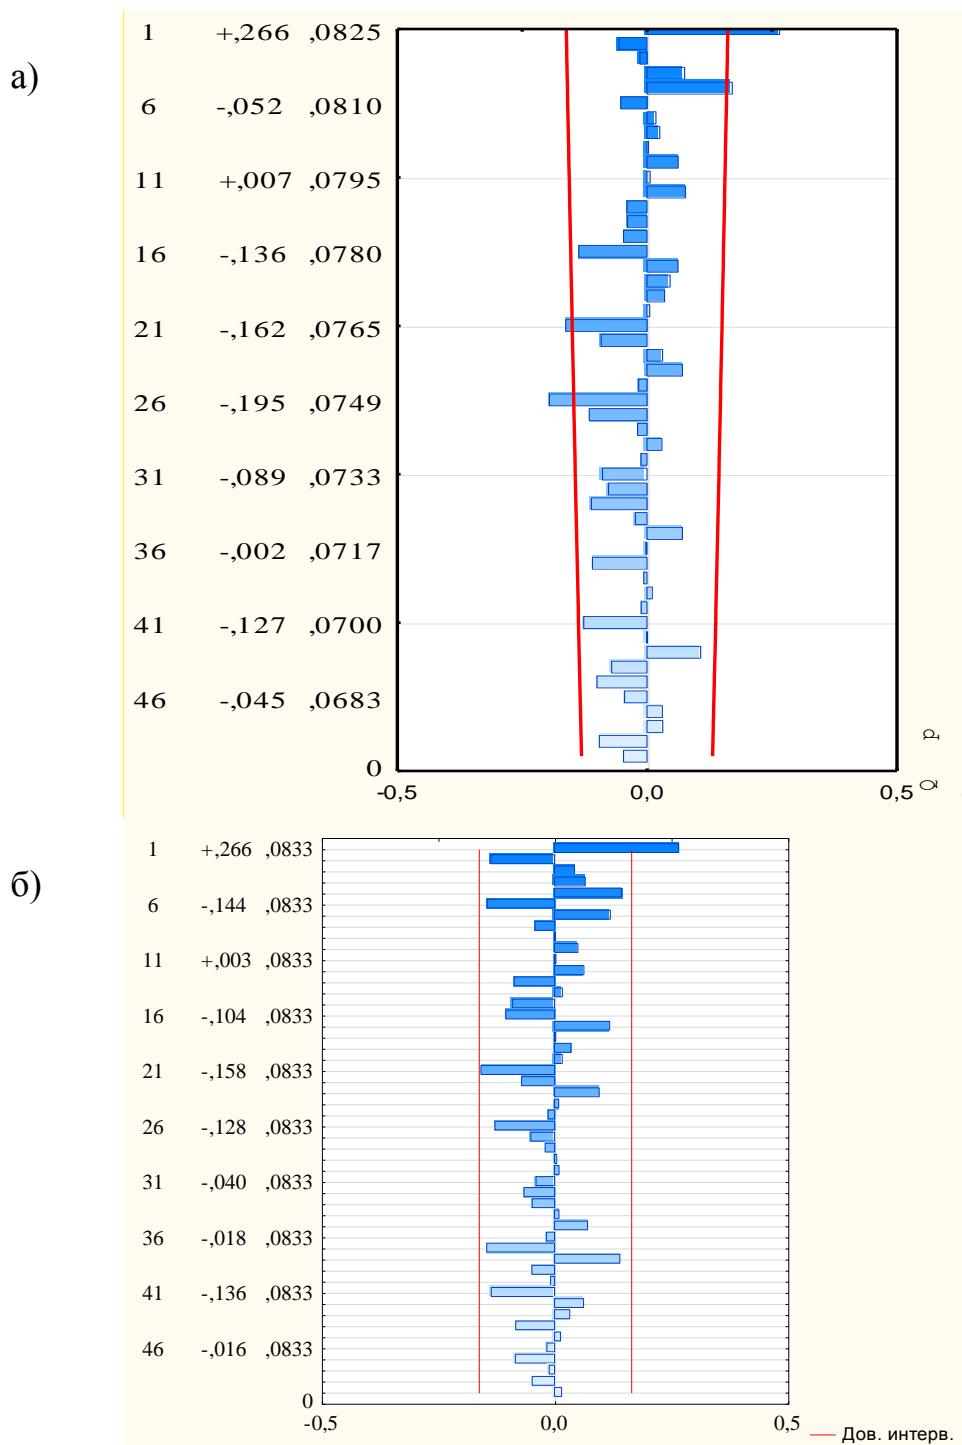 а)
1 +,266 ,0825
6 -,052 ,0810
11 +,007 ,0795
16 -,136 ,0780
21 -,162 ,0765
26 -,195 ,0749
31 -,089 ,0733
36 -,002 ,0717
41 -,127 ,0700
46 -,045 ,0683
0
-0,5 0,0 0,5
Q p
б)
1 +,266 ,0833
6 -,144 ,0833
11 +,003 ,0833
16 -,104 ,0833
21 -,158 ,0833
26 -,128 ,0833
31 -,040 ,0833
36 -,018 ,0833
41 -,136 ,0833
46 -,016 ,0833
0
-0,5 0,0 0,5
Дов. интерв.